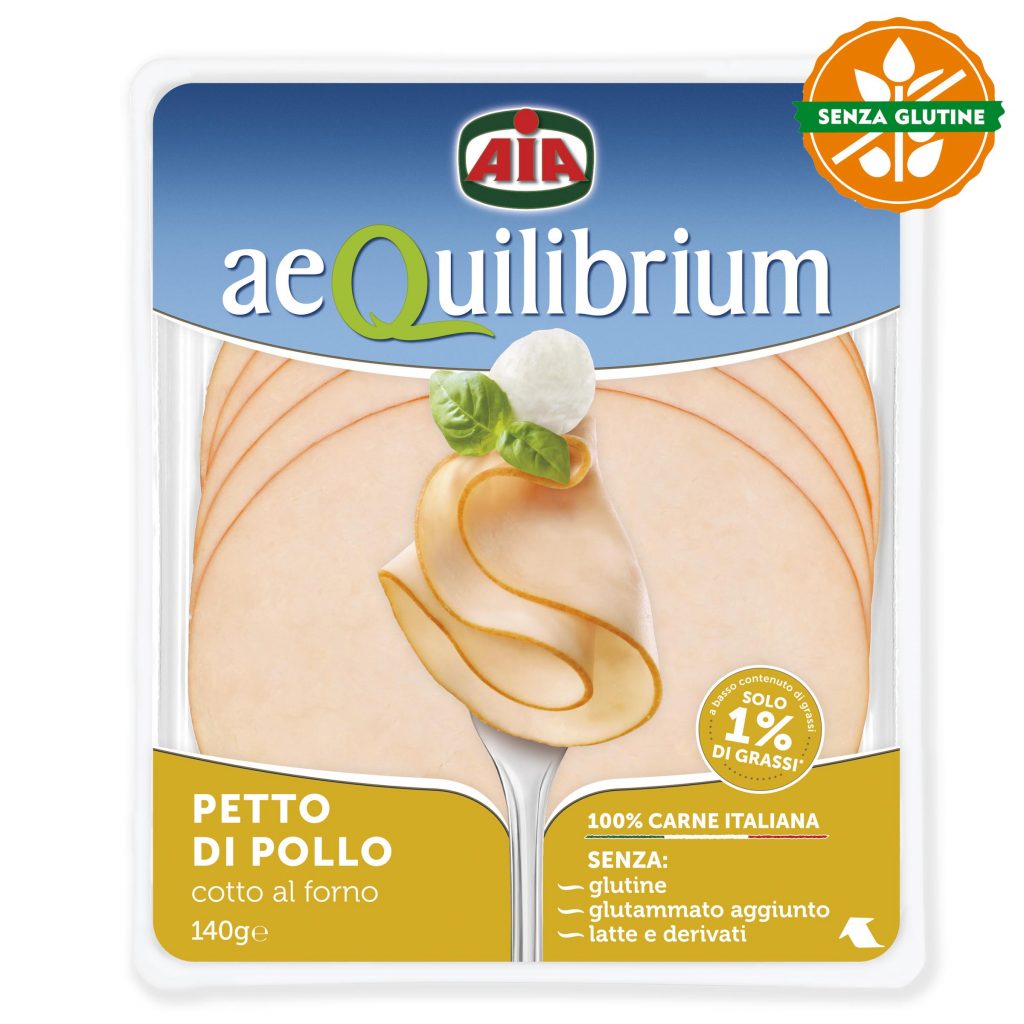 SENZA GLUTINE
AIA
aeQuilibrium
a basso contenuto di grassi
SOLO
1%
DI GRASSI*
PETTO
DI POLLO
cotto al forno
140g℮
100% CARNE ITALIANA
SENZA:
glutine
glutammato aggiunto
latte e derivati